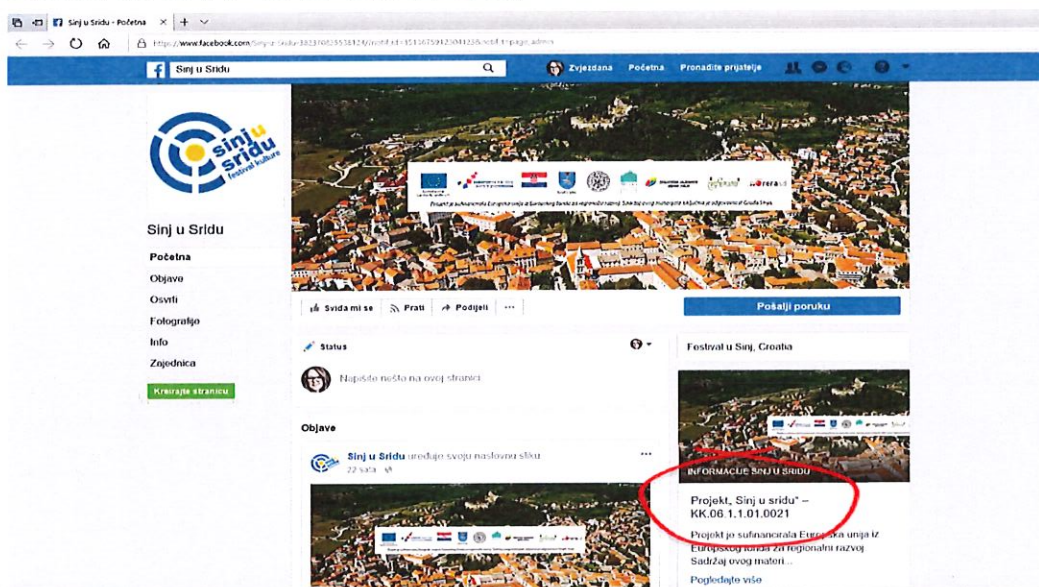 Sinj u Sridu - Početna
Sinj u Sridu
Zvjezdana
Početna
Pronađite prijatelje
sinj u
sridu
festival kulture
Sinj u Sridu
Početna
Objave
Osvrti
Fotografije
Info
Zajednica
Kreirajte stranicu
Sviđa mi se
Prati
Podijeli
Pošalji poruku
Status
Napišite nešto na ovoj stranici
Objave
Sinj u Sridu uređuje svoju naslovnu sliku.
22 sata
Festival u Sinj, Croatia
INFORMACIJE SINJ U SRIDU
Projekt„ Sinj u sridu“ –
KK.06.1.1.01.0021
Projekt je sufinancirala Europska unija iz
Europskog fonda za regionalni razvoj
Sadržaj ovog materi...
Pogledajte više